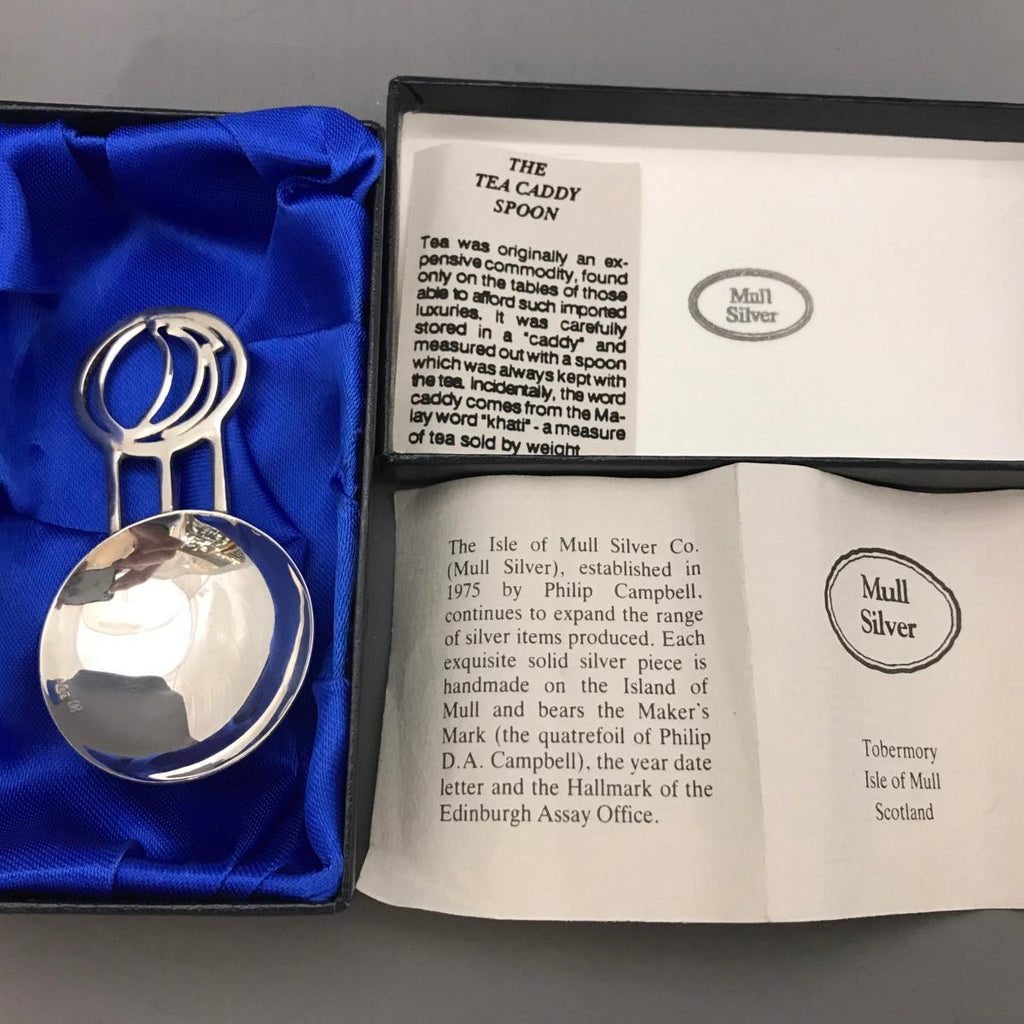 THE
TEA CADDY
SPOON
Tea was originally an ex-
pensive commodity, found
only on the tables of those
able to afford such imported
luxuries. It was carefully
stored in a "caddy" and
measured out with a spoon
which was always kept with
the tea. Incidentally, the word
caddy comes from the Ma-
lay word "khati" - a measure
of tea sold by weight
Mull
Silver
The Isle of Mull Silver Co.
(Mull Silver), established in
1975 by Philip Campbell,
continues to expand the range
of silver items produced. Each
exquisite solid silver piece is
handmade on the Island of
Mull and bears the Maker's
Mark (the quatrefoil of Philip
D.A. Campbell), the year date
letter and the Hallmark of the
Edinburgh Assay Office.
Mull
Silver
Tobermory
Isle of Mull
Scotland